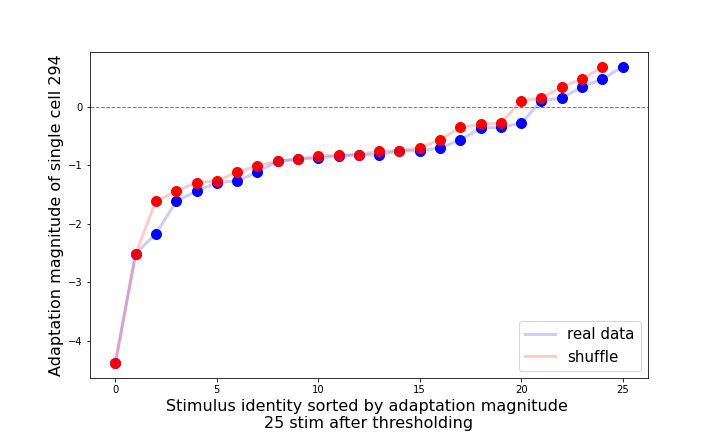 Adaptation magnitude of single cell 294
0
−1
−2
−3
−4
0
5
10
15
20
25
real data
shuffle
Stimulus identity sorted by adaptation magnitude
25 stim after thresholding